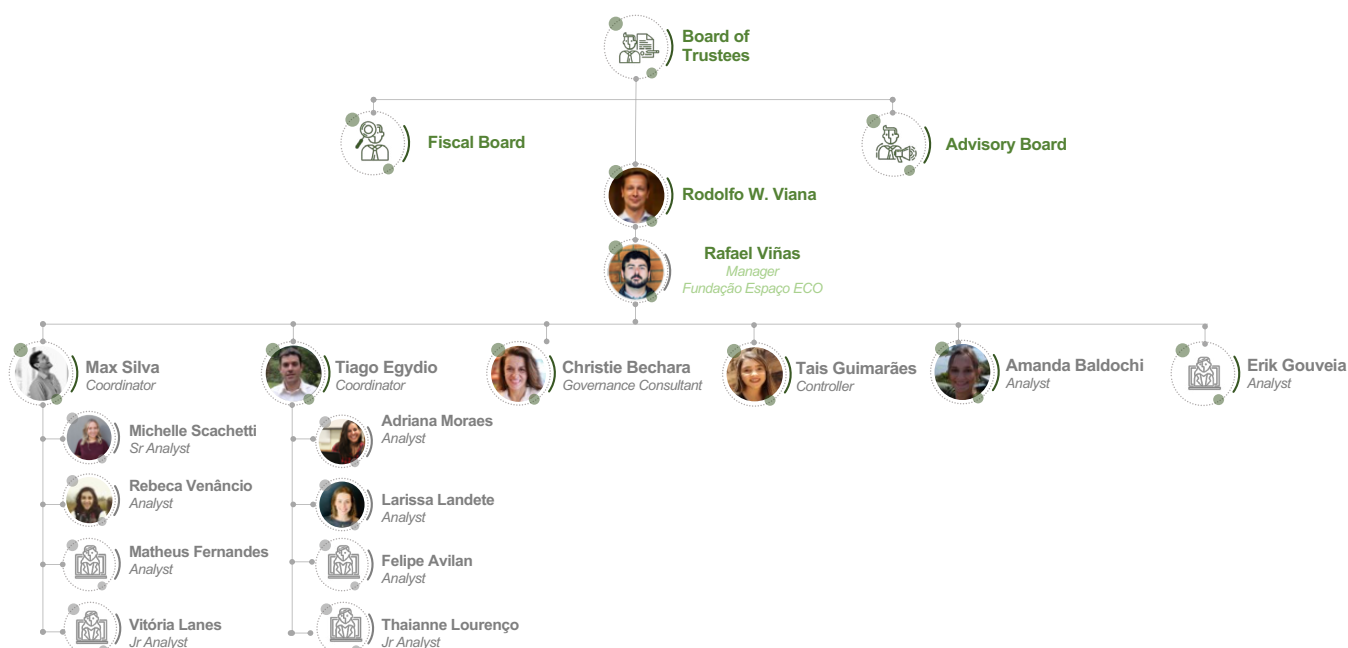 Board of
Trustees
Fiscal Board
Advisory Board
Rodolfo W. Viana
Rafael Viñas
Manager
Fundação Espaço ECO
Max Silva
Coordinator
Tiago Egydio
Coordinator
Christie Bechara
Governance Consultant
Tais Guimarães
Controller
Amanda Baldochi
Analyst
Erik Gouveia
Analyst
Michelle Scachetti
Sr Analyst
Rebeca Venâncio
Analyst
Matheus Fernandes
Analyst
Vitória Lanes
Jr Analyst
Adriana Moraes
Analyst
Larissa Landete
Analyst
Felipe Avilan
Analyst
Thaianne Lourenço
Jr Analyst